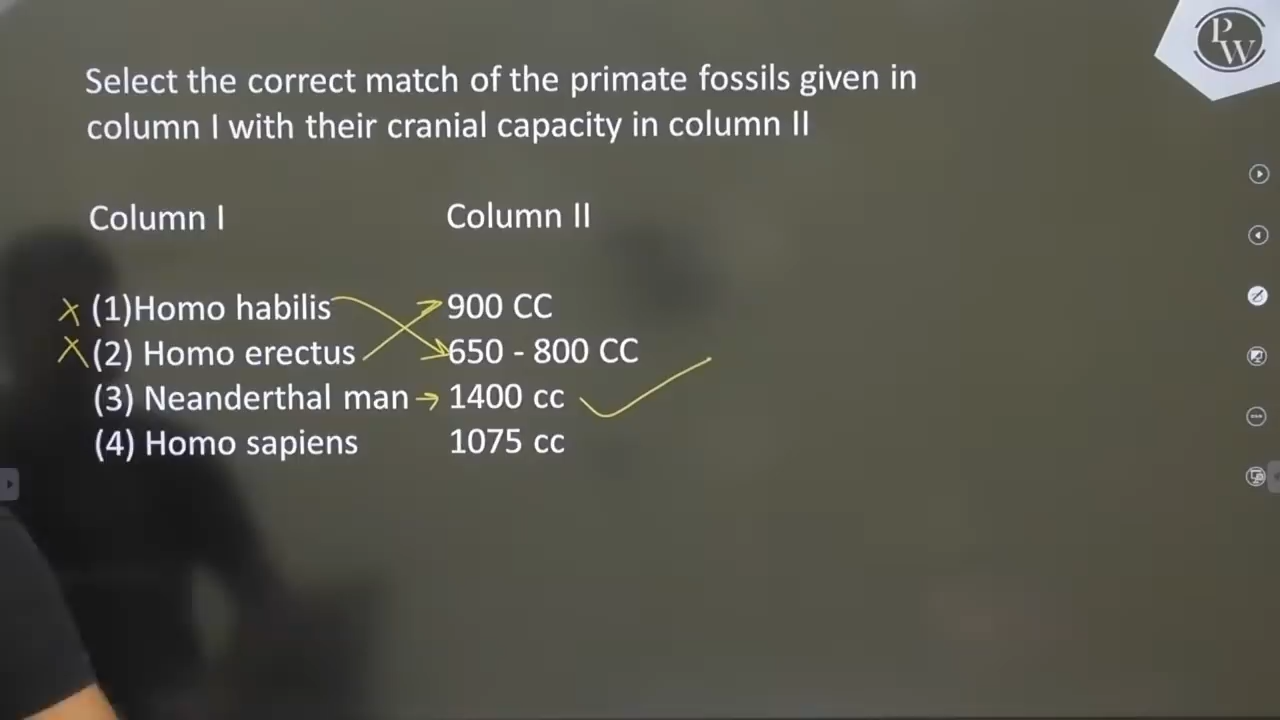 PW
Select the correct match of the primate fossils given in
column I with their cranial capacity in column II
Column I Column II
(1)Homo habilis 900 CC
(2) Homo erectus 650 - 800 CC
(3) Neanderthal man → 1400 cc
(4) Homo sapiens 1075 cc